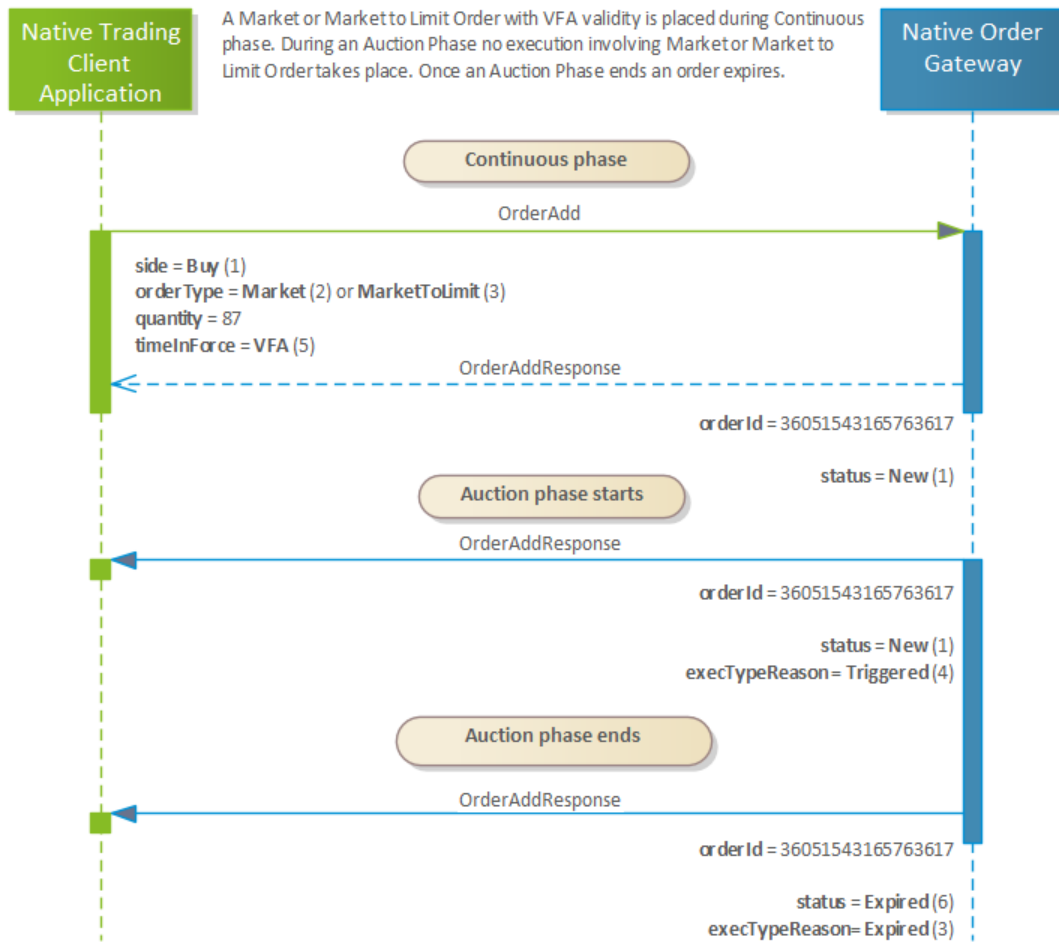 Native Trading
Client
Application
A Market or Market to Limit Order with VFA validity is placed during Continuous
phase. During an Auction Phase no execution involving Market or Market to
Limit Order takes place. Once an Auction Phase ends an order expires.
Native Order
Gateway
Continuous phase
OrderAdd
side = Buy (1)
orderType = Market (2) or MarketToLimit (3)
quantity = 87
timeInForce = VFA (5)
OrderAddResponse
orderId = 36051543165763617
status = New (1)
Auction phase starts
OrderAddResponse
orderId = 36051543165763617
status = New (1)
execTypeReason = Triggered (4)
Auction phase ends
OrderAddResponse
orderId = 36051543165763617
status = Expired (6)
execTypeReason= Expired (3)